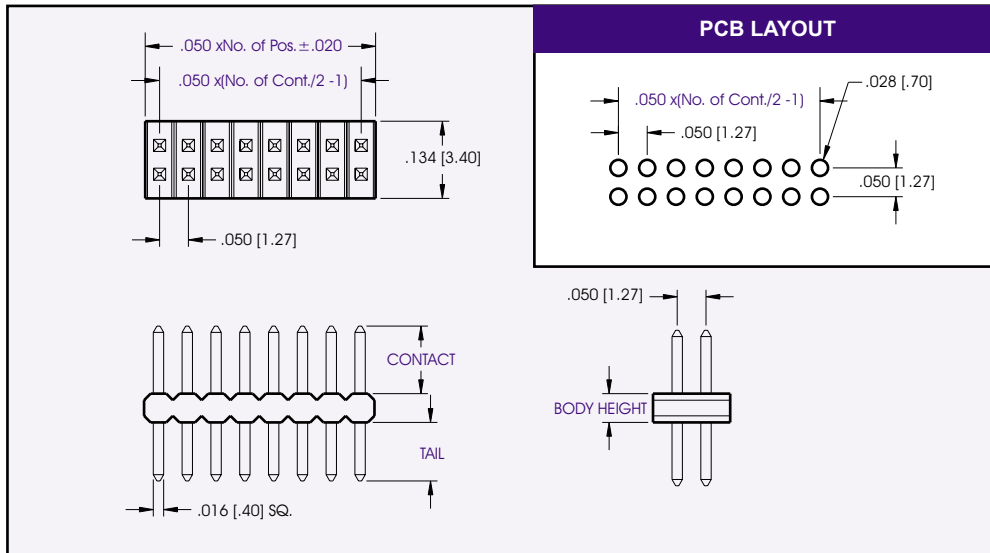 PCB LAYOUT
.050 xNo. of Pos.±.020
.050 x(No. of Cont./2 -1)
.134 [3.40]
.050 [1.27]
.050 x(No. of Cont./2 -1)
.028 [.70]
.050 [1.27]
.050 [1.27]
CONTACT
TAIL
.016 [.40] SQ.
.050 [1.27]
BODY HEIGHT